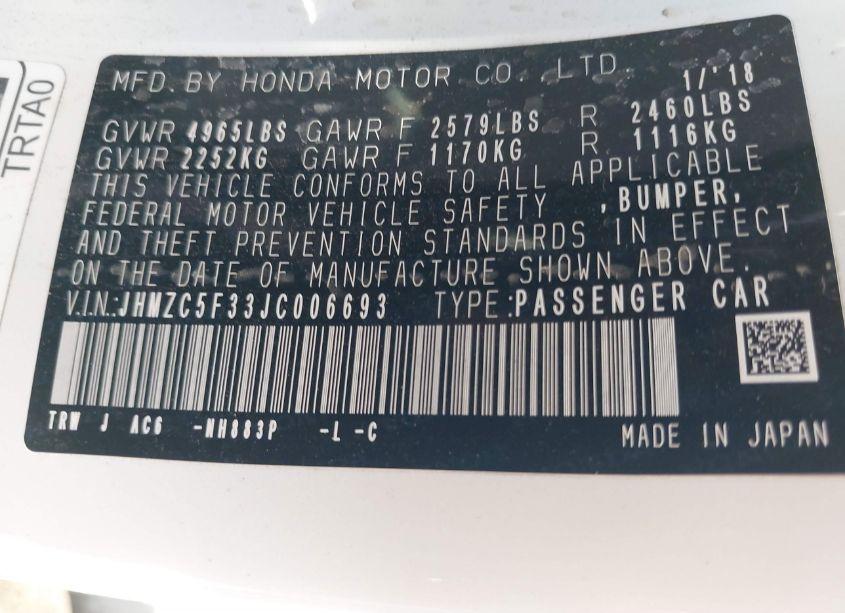 TRTA0
MFD. BY HONDA MOTOR CO., LTD. 1/'18
GVWR 4965LBS GAWR F 2579LBS R 2460LBS
GVWR 2252KG GAWR F 1170KG R 1116KG
THIS VEHICLE CONFORMS TO ALL APPLICABLE
FEDERAL MOTOR VEHICLE SAFETY ,BUMPER,
AND THEFT PREVENTION STANDARDS IN EFFECT
ON THE DATE OF MANUFACTURE SHOWN ABOVE.
V.I.N.:JHMZC5F33JC006693 TYPE:PASSENGER CAR
TRW J AC6 -NH883P -L -C
MADE IN JAPAN